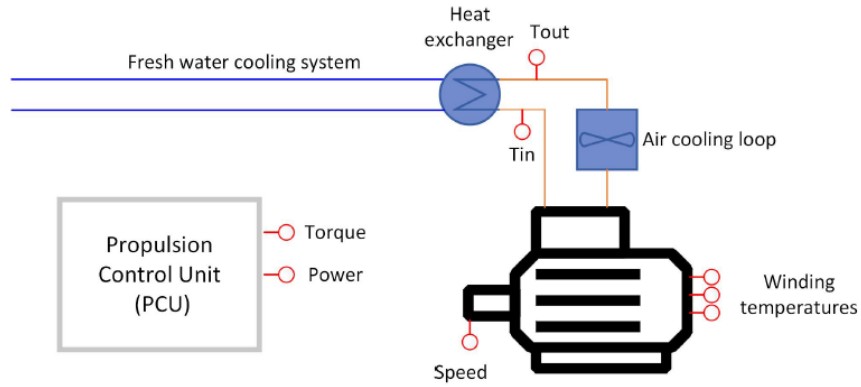 Heat
exchanger
Tout
Fresh water cooling system
Tin
Air cooling loop
Propulsion
Control Unit
(PCU)
Torque
Power
Winding
temperatures
Speed